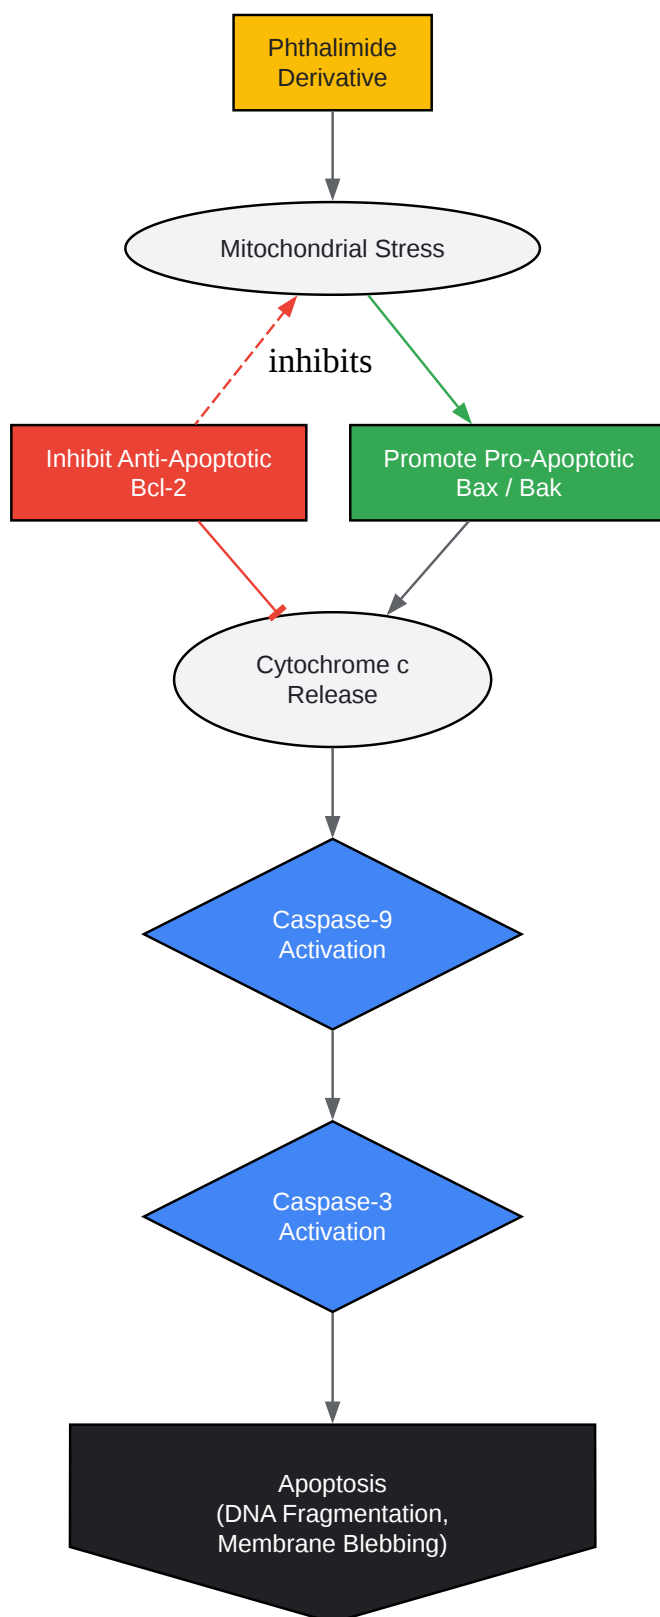 Phthalimide
Derivative
Mitochondrial Stress
inhibits
Inhibit Anti-Apoptotic
Bcl-2
Promote Pro-Apoptotic
Bax / Bak
Cytochrome c
Release
Caspase-9
Activation
Caspase-3
Activation
Apoptosis
(DNA Fragmentation,
Membrane Blebbing)